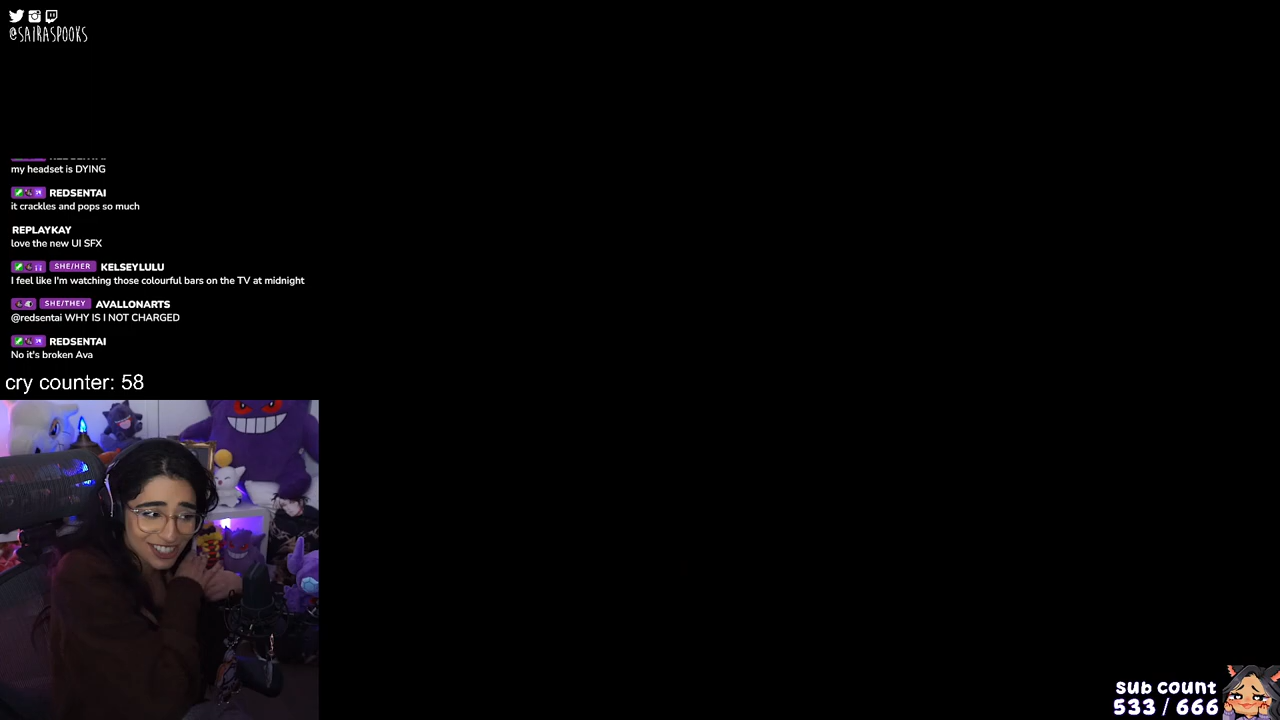 @SAIRASPOOKS
my headset is DYING
REDSENTAI
it crackles and pops so much
REPLAYKAY
love the new UI SFX
SHE/HER KELSEYLULU
I feel like I'm watching those colourful bars on the TV at midnight
SHE/THEY AVALLONARTS
@redsentai WHY IS I NOT CHARGED
REDSENTAI
No it's broken Ava
cry counter: 58
sub count
533 / 666